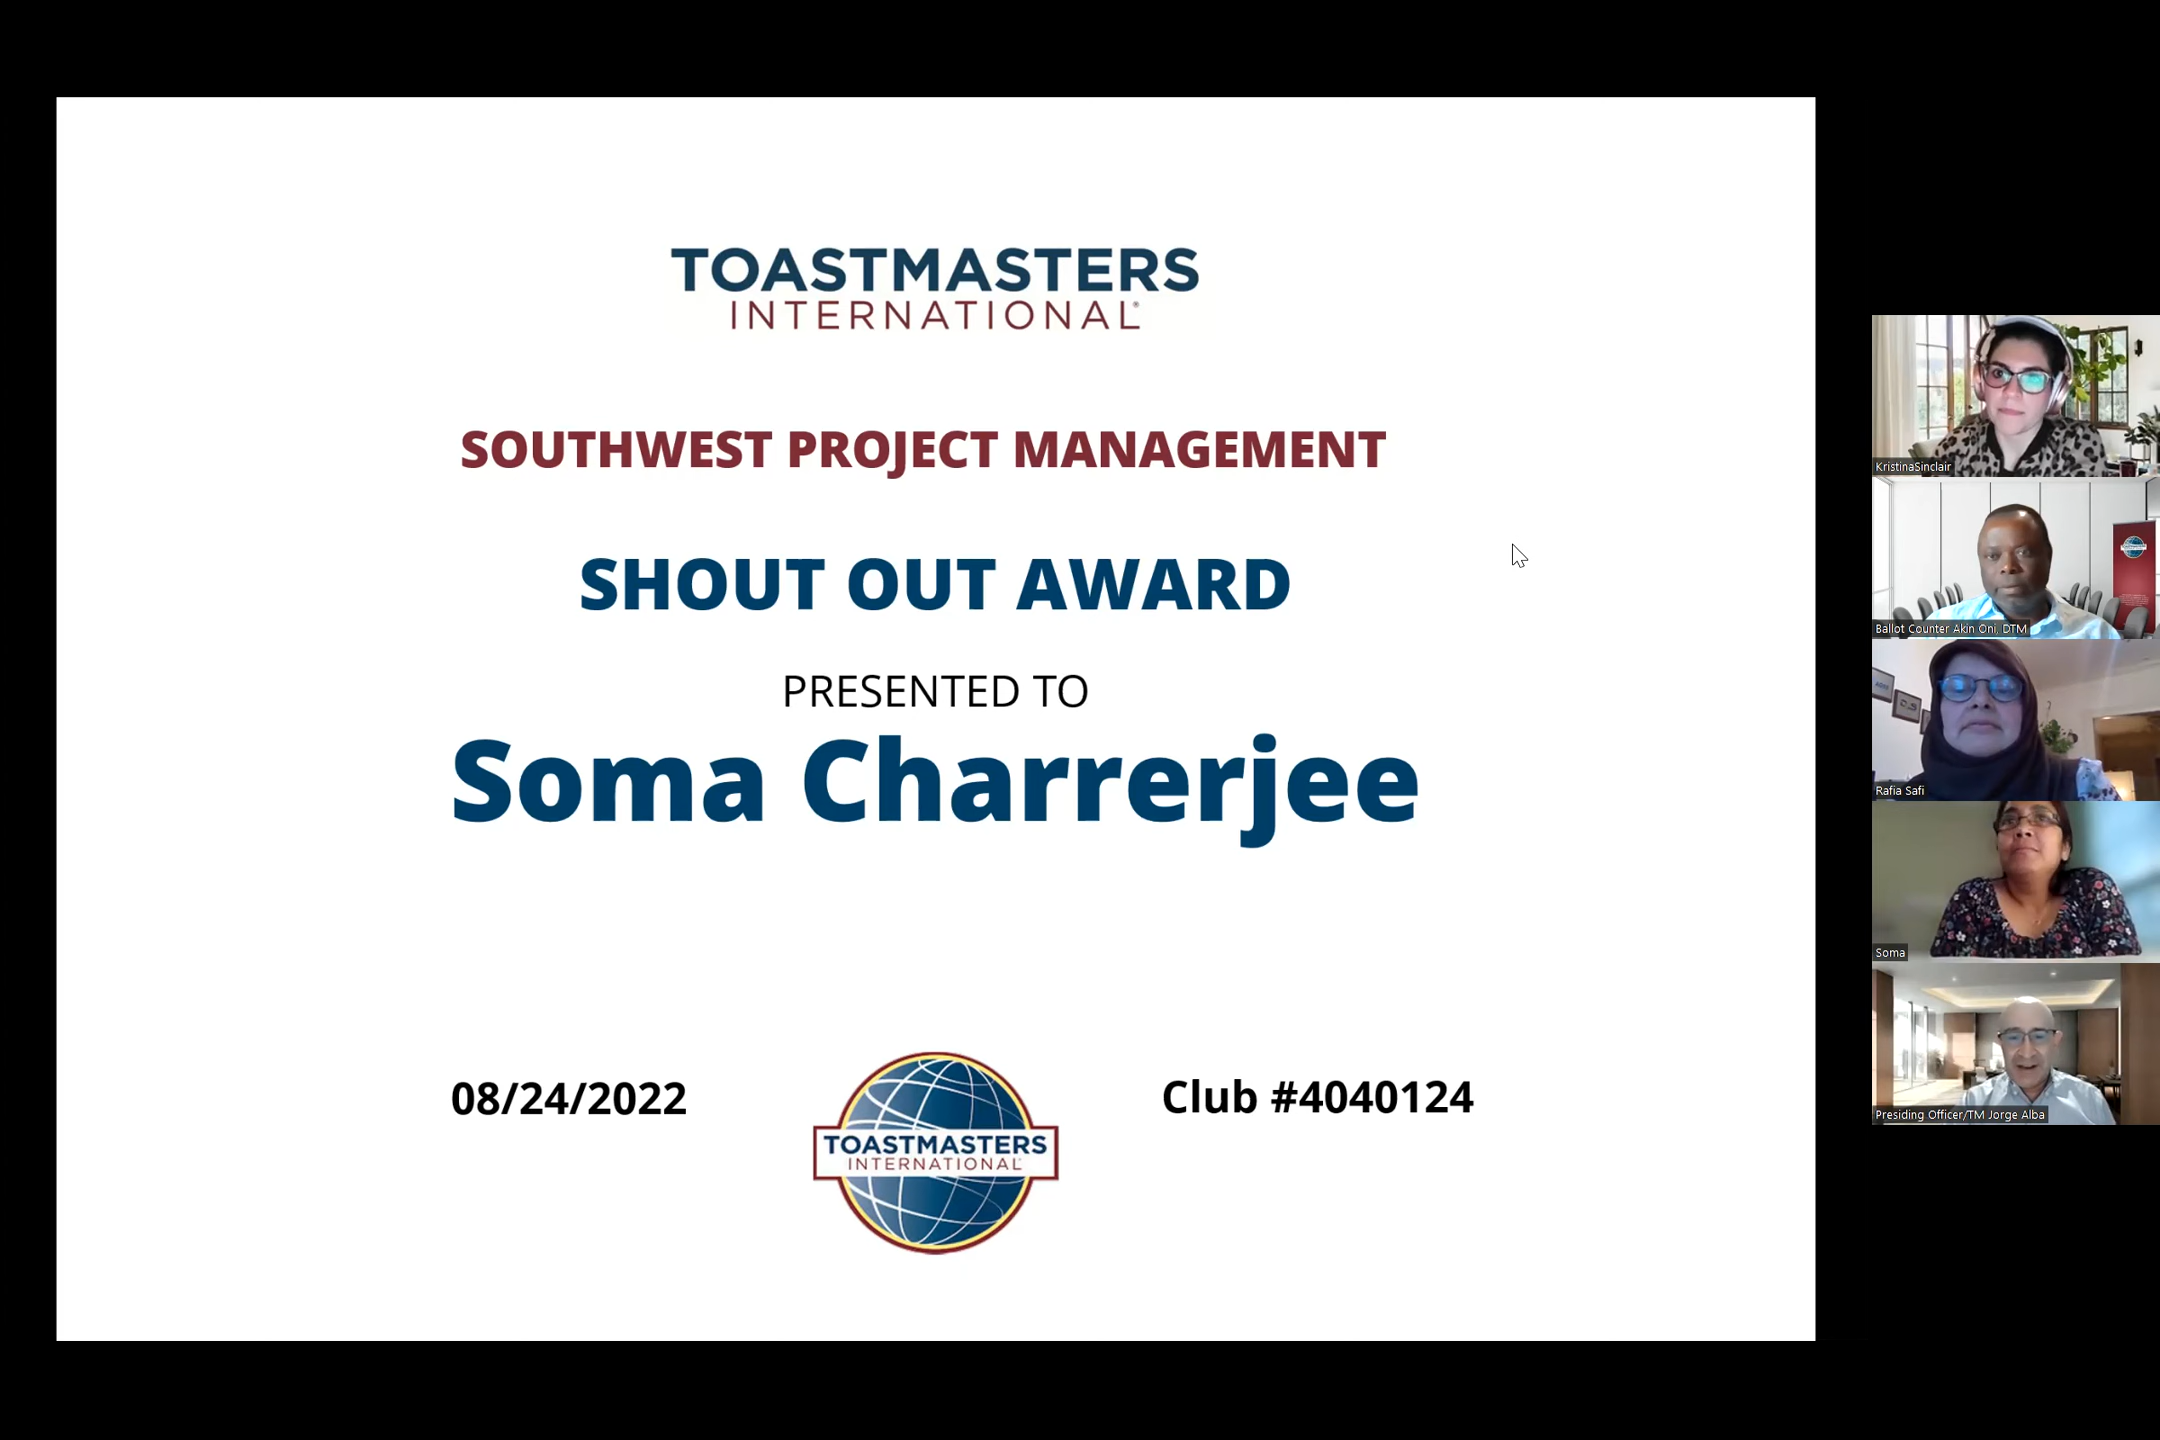 TOASTMASTERS
INTERNATIONAL
SOUTHWEST PROJECT MANAGEMENT
SHOUT OUT AWARD
PRESENTED TO
Soma Charrerjee
08/24/2022
TOASTMASTERS
INTERNATIONAL
Club #4040124
KristinaSinclair
Ballot Counter Akin Oni, DTM
Rafia Safi
Soma
Presiding Officer/TM Jorge Alba